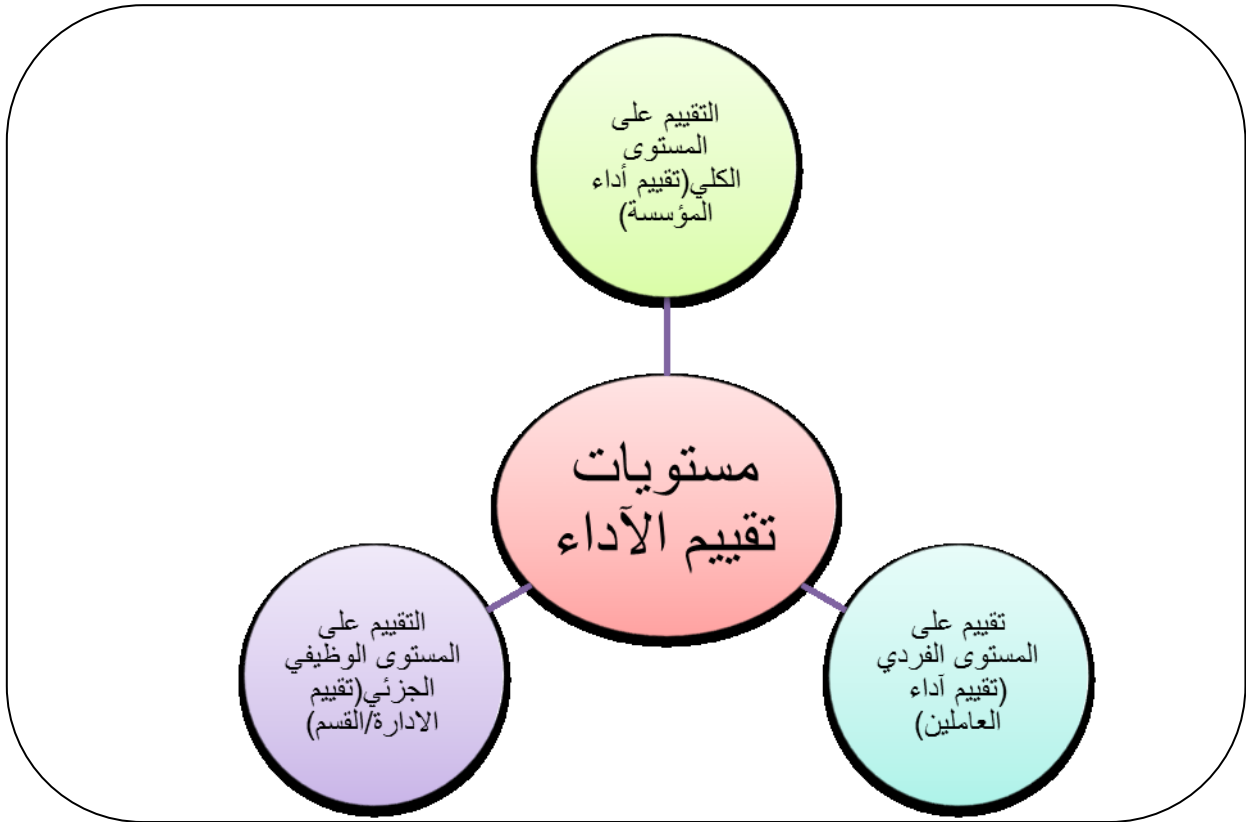 التقييم على
المستوى
الكلي(تقييم أداء
المؤسسة)
مستويات
تقييم الآداء
تقييم على
المستوى الفردي
(تقييم آداء
العاملين)
التقييم على
المستوى الوظيفي
الجزئي(تقييم
الادارة/القسم)